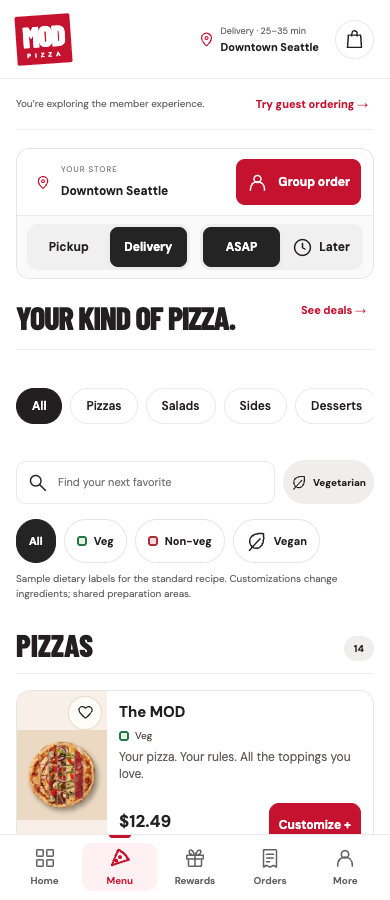 MOD
PIZZA
Delivery · 25–35 min
Downtown Seattle
You're exploring the member experience.
Try guest ordering →
YOUR STORE
Downtown Seattle
Group order
Pickup
Delivery
ASAP
Later
YOUR KIND OF PIZZA.
See deals →
All
Pizzas
Salads
Sides
Desserts
Find your next favorite
Vegetarian
All
Veg
Non-veg
Vegan
Sample dietary labels for the standard recipe. Customizations change
ingredients; shared preparation areas.
PIZZAS
14
The MOD
Veg
Your pizza. Your rules. All the toppings you
love.
$12.49
Customize +
Home
Menu
Rewards
Orders
More